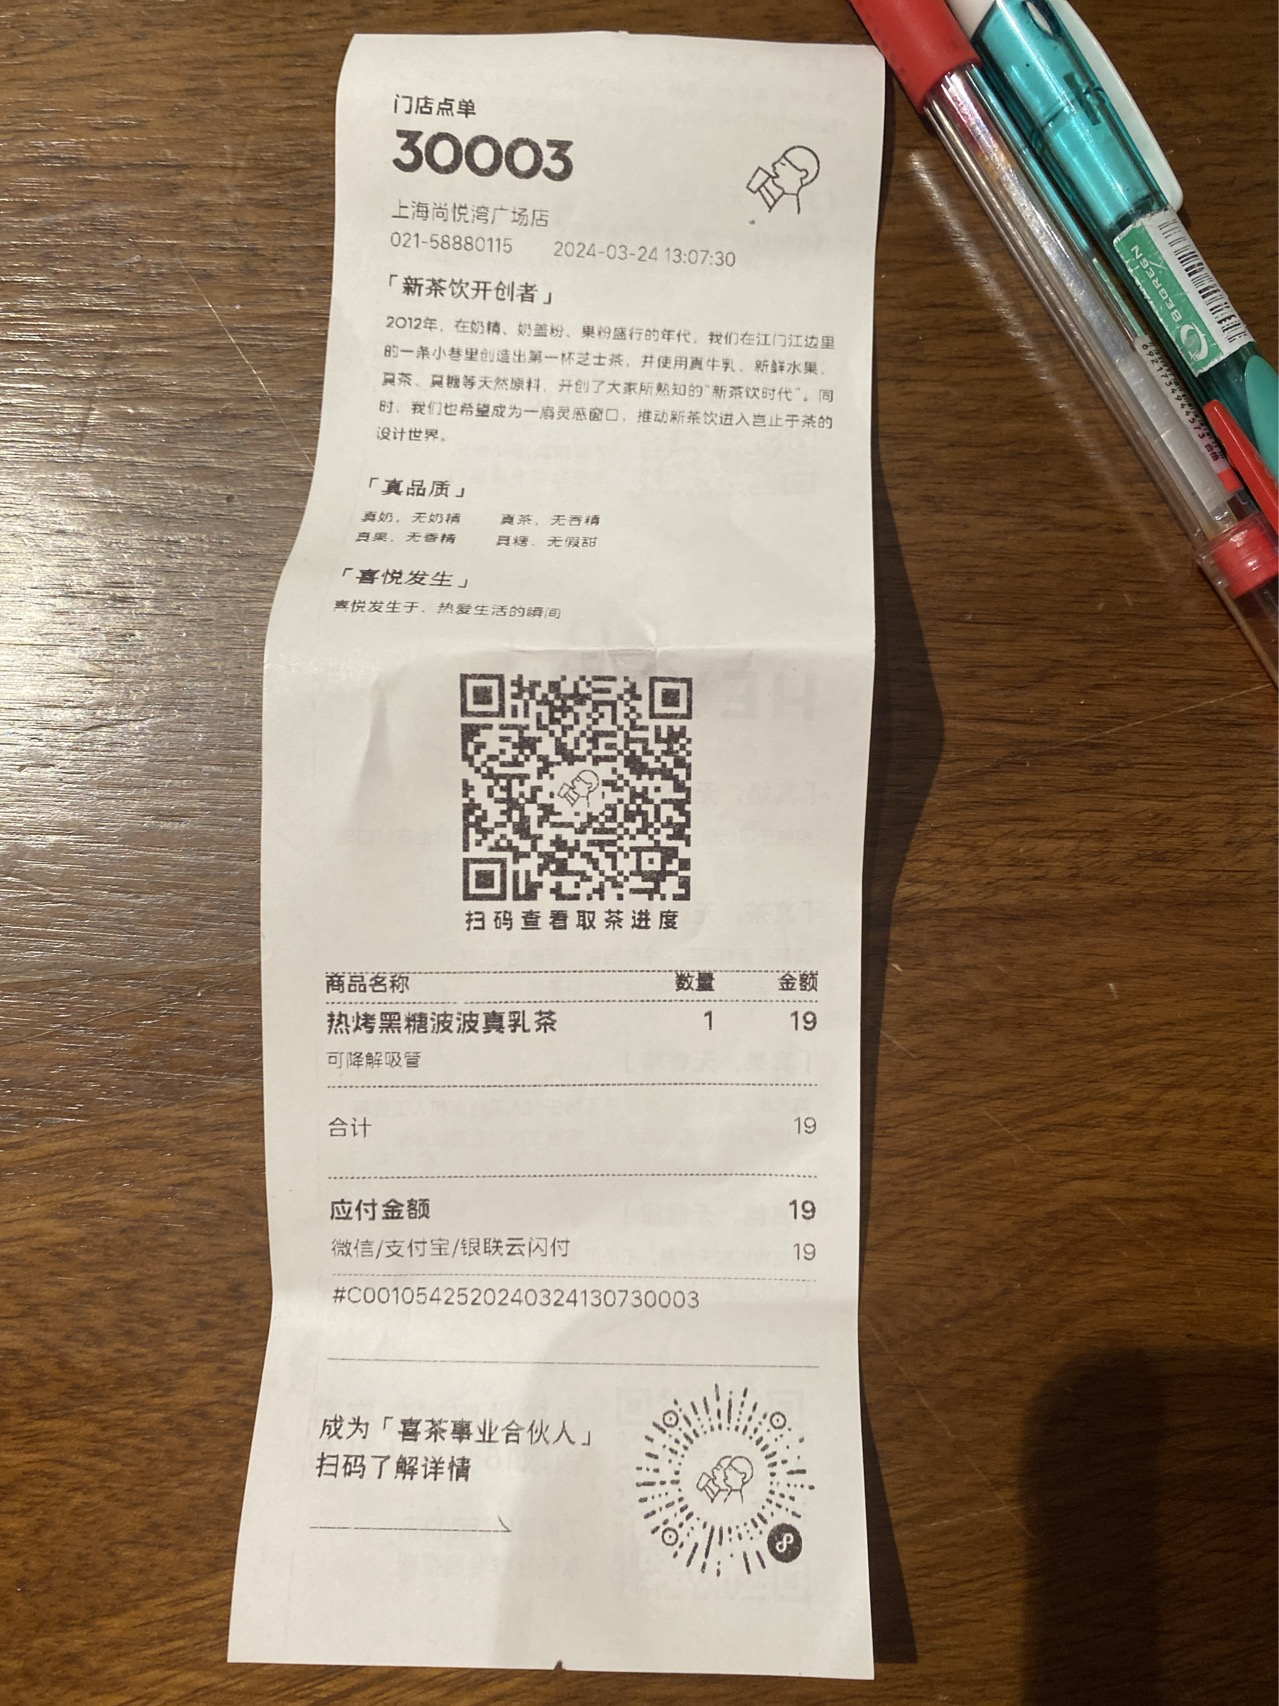 门店点单
30003
上海尚悦湾广场店
021-58880115 2024-03-24 13:07:30
「新茶饮开创者」
2012年，在奶精、奶盖粉、果粉盛行的年代，我们在江门江边里
的一条小巷里创造出第一杯芝士茶，并使用真牛乳、新鲜水果、
真茶、真糖等天然原料，开创了大家所熟知的“新茶饮时代”。同
时，我们也希望成为一扇灵感窗口，推动新茶饮进入岂止于茶的
设计世界。
「真品质」
真奶，无奶精 真茶，无香精
真果，无香精 真糖，无假甜
「喜悦发生」
喜悦发生于，热爱生活的瞬间
扫码查看取茶进度
商品名称 数量 金额
热烤黑糖波波真乳茶 1 19
可降解吸管
合计 19
应付金额 19
微信/支付宝/银联云闪付 19
#C0010542520240324130730003
成为「喜茶事业合伙人」
扫码了解详情
BEGREEN